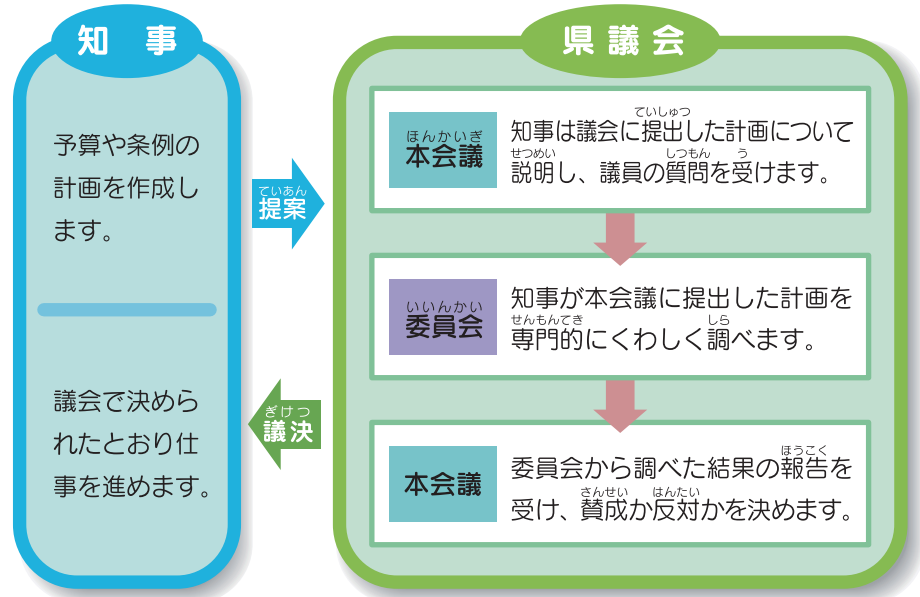 知事
予算や条例の
計画を作成し
ます。
議会で決めら
れたとおり仕
事を進めます。
ていあん
提案
ぎけつ
議決
県議会
ほんかいぎ
本会議
ていしゅつ
知事は議会に提出した計画について
せつめい しつもん う
説明し、議員の質問を受けます。
いいんかい
委員会
知事が本会議に提出した計画を
せんもんてき しら
専門的にくわしく調べます。
本会議
ほうこく
委員会から調べた結果の報告を
さんせい はんたい
受け、賛成か反対かを決めます。